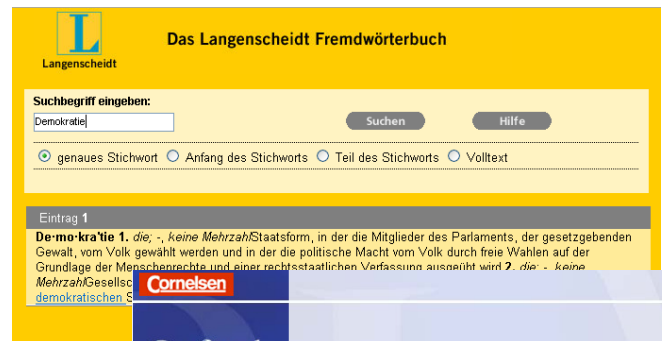 Das Langenscheidt Fremdwörterbuch
L
Langenscheidt
Suchbegriff eingeben:
Demokratie
Suchen
Hilfe
genaues Stichwort Anfang des Stichworts Teil des Stichworts Volltext
Eintrag 1
De·mo·kra'tie 1. die; -, keine Mehrzahl/Staatsform, in der die Mitglieder des Parlaments, der gesetzgebenden
Gewalt, vom Volk gewählt werden und in der die politische Macht vom Volk durch freie Wahlen auf der
Grundlage der Menschenrechte und einer rechtsstaatlichen Verfassung ausgeübt wird 2. die; -, keine
Mehrzahl/Gesellsc
demokratischen S
Cornelsen